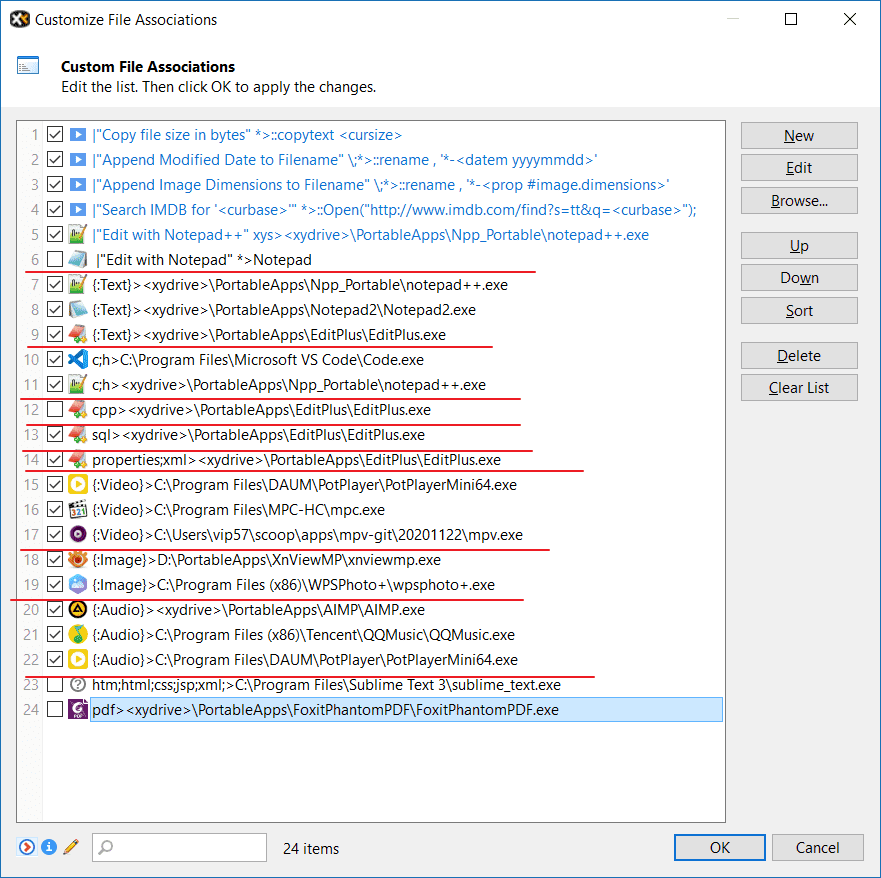 Customize File Associations
Custom File Associations
Edit the list. Then click OK to apply the changes.
1 |"Copy file size in bytes" *>::copytext <cursize>
2 |"Append Modified Date to Filename" \;*>::rename , '*-<datem yyyymmdd>'
3 |"Append Image Dimensions to Filename" \;*>::rename , '*-<prop #image.dimensions>'
4 |"Search IMDB for '<curbase>'" *>::Open("http://www.imdb.com/find?s=tt&q=<curbase>");
5 |"Edit with Notepad++" xys><xydrive>\PortableApps\Npp_Portable\notepad++.exe
6 |"Edit with Notepad" *>Notepad
7 {:Text}><xydrive>\PortableApps\Npp_Portable\notepad++.exe
8 {:Text}><xydrive>\PortableApps\Notepad2\Notepad2.exe
9 {:Text}><xydrive>\PortableApps\EditPlus\EditPlus.exe
10 c;h>C:\Program Files\Microsoft VS Code\Code.exe
11 c;h><xydrive>\PortableApps\Npp_Portable\notepad++.exe
12 cpp><xydrive>\PortableApps\EditPlus\EditPlus.exe
13 sql><xydrive>\PortableApps\EditPlus\EditPlus.exe
14 properties;xml><xydrive>\PortableApps\EditPlus\EditPlus.exe
15 {:Video}>C:\Program Files\DAUM\PotPlayer\PotPlayerMini64.exe
16 {:Video}>C:\Program Files\MPC-HC\mpc.exe
17 {:Video}>C:\Users\vip57\scoop\apps\mpv-git\20201122\mpv.exe
18 {:Image}>D:\PortableApps\XnViewMP\xnviewmp.exe
19 {:Image}>C:\Program Files (x86)\WPSPhoto+\wpsphoto+.exe
20 {:Audio}><xydrive>\PortableApps\AIMP\AIMP.exe
21 {:Audio}>C:\Program Files (x86)\Tencent\QQMusic\QQMusic.exe
22 {:Audio}>C:\Program Files\DAUM\PotPlayer\PotPlayerMini64.exe
23 htm;html;css;jsp;xml;>C:\Program Files\Sublime Text 3\sublime_text.exe
24 pdf><xydrive>\PortableApps\FoxitPhantomPDF\FoxitPhantomPDF.exe
New
Edit
Browse...
Up
Down
Sort
Delete
Clear List
24 items
OK
Cancel